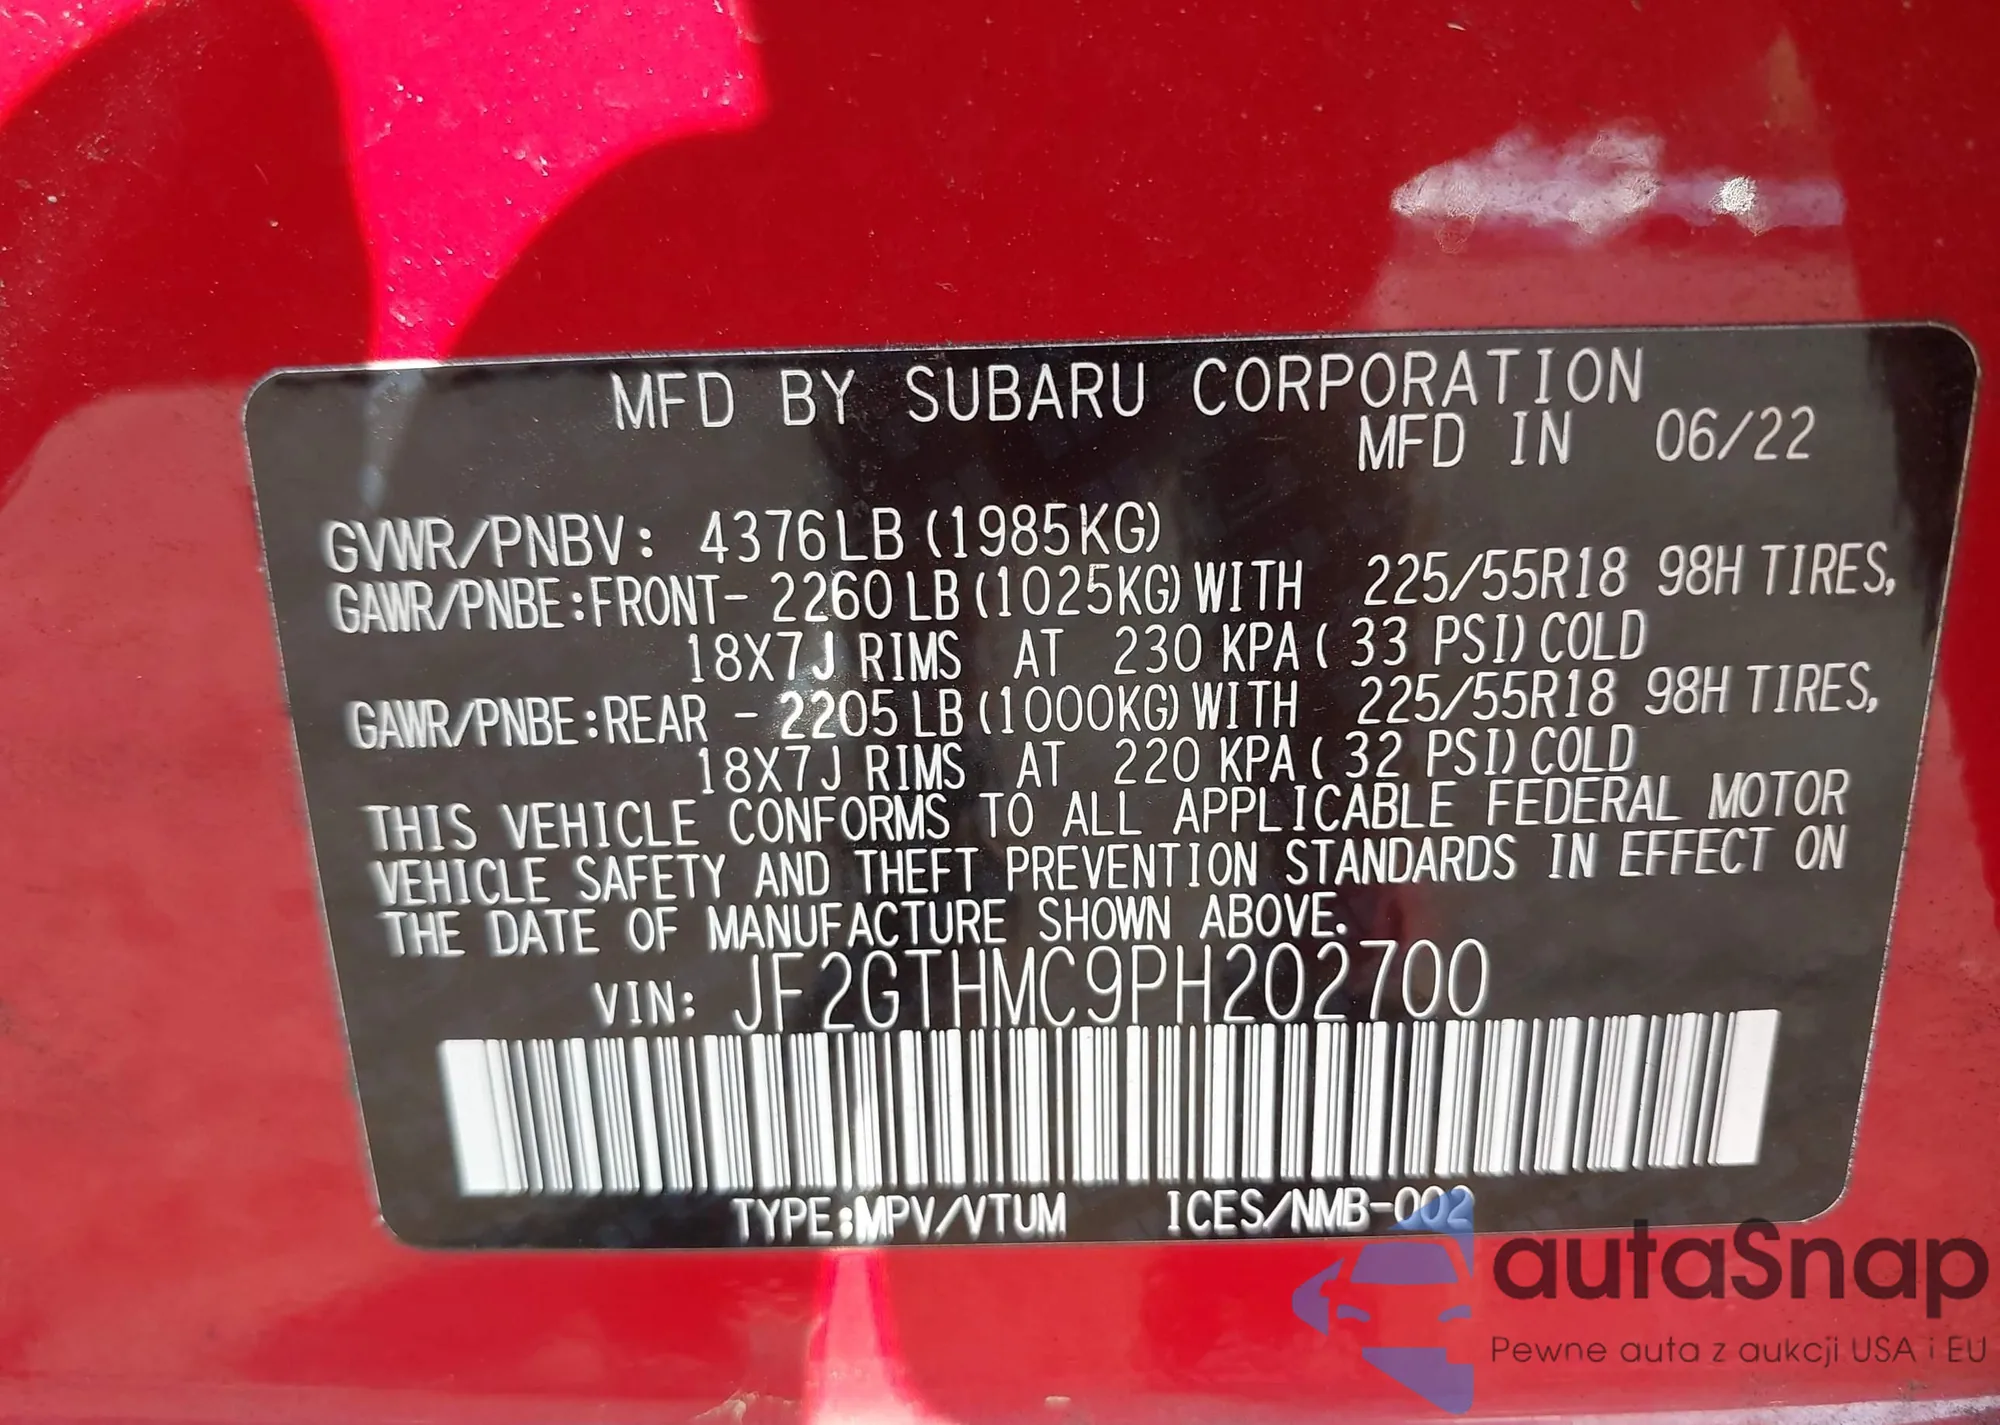 MFD BY SUBARU CORPORATION
MFD IN 06/22
GVWR/PNBV: 4376LB (1985KG)
GAWR/PNBE:FRONT- 2260 LB (1025KG) WITH 225/55R18 98H TIRES,
18X7J RIMS AT 230 KPA ( 33 PSI) COLD
GAWR/PNBE:REAR - 2205 LB (1000KG) WITH 225/55R18 98H TIRES,
18X7J RIMS AT 220 KPA ( 32 PSI) COLD
THIS VEHICLE CONFORMS TO ALL APPLICABLE FEDERAL MOTOR
VEHICLE SAFETY AND THEFT PREVENTION STANDARDS IN EFFECT ON
THE DATE OF MANUFACTURE SHOWN ABOVE.
VIN: JF2GTHMC9PH202700
TYPE:MPV/VTUM ICES/NMB-002
autaSnap
Pewne auta z aukcji USA i EU